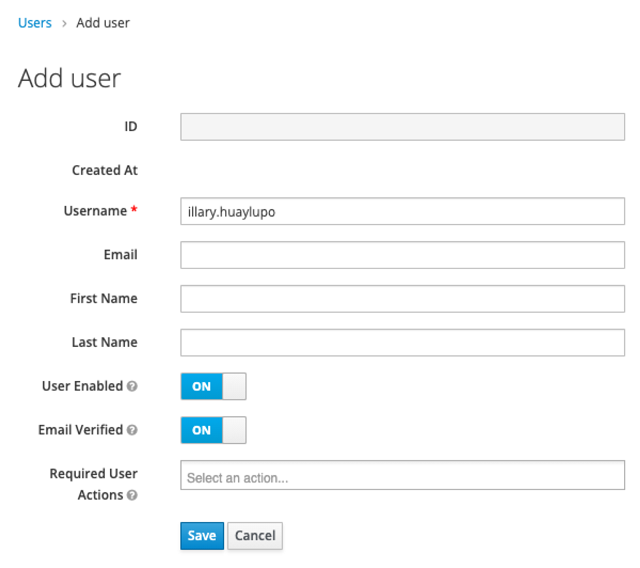 Users > Add user
Add user
ID
Created At
Username *
illary.huaylupo
Email
First Name
Last Name
User Enabled ?
ON
Email Verified ?
ON
Required User
Actions ?
Select an action...
Save
Cancel